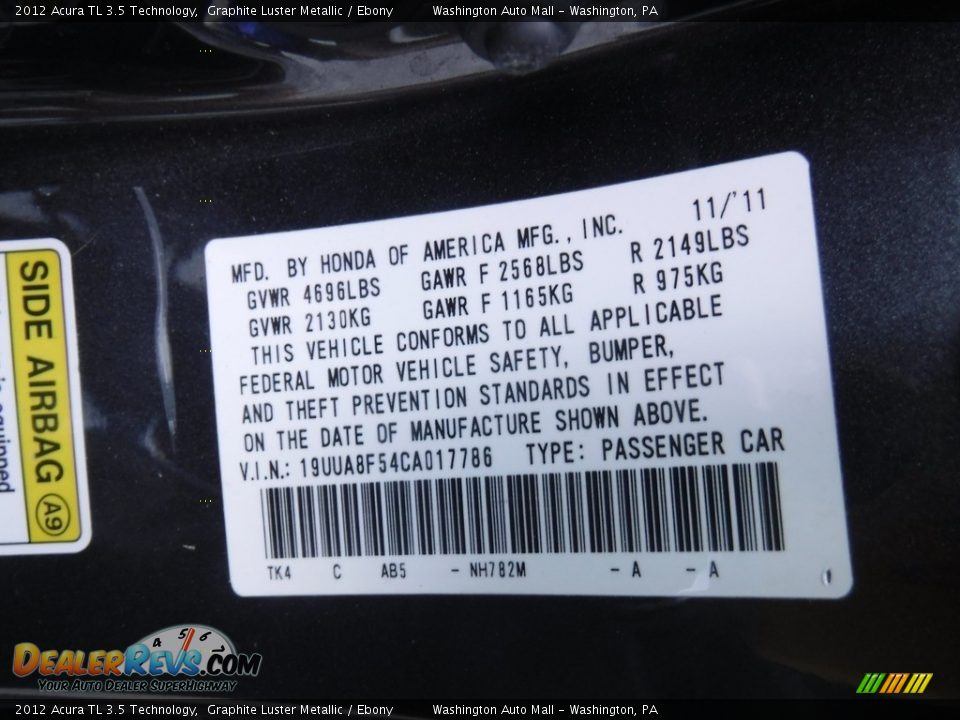 2012 Acura TL 3.5 Technology,  Graphite Luster Metallic / Ebony    Washington Auto Mall - Washington, PA
MFD. BY HONDA OF AMERICA MFG., INC.    11/'11
GVWR 4696LBS    GAWR F 2568LBS    R 2149LBS
GVWR 2130KG    GAWR F 1165KG    R 975KG
THIS VEHICLE CONFORMS TO ALL APPLICABLE
FEDERAL MOTOR VEHICLE SAFETY, BUMPER,
AND THEFT PREVENTION STANDARDS IN EFFECT
ON THE DATE OF MANUFACTURE SHOWN ABOVE.
V.I.N.: 19UUA8F54CA017786    TYPE: PASSENGER CAR
TK4    C    AB5    - NH782M    - A    - A
SIDE AIRBAG A9
equipped
4 5 6
DEALERREVS.COM
YOUR AUTO DEALER SUPERHIGHWAY
2012 Acura TL 3.5 Technology,  Graphite Luster Metallic / Ebony    Washington Auto Mall - Washington, PA